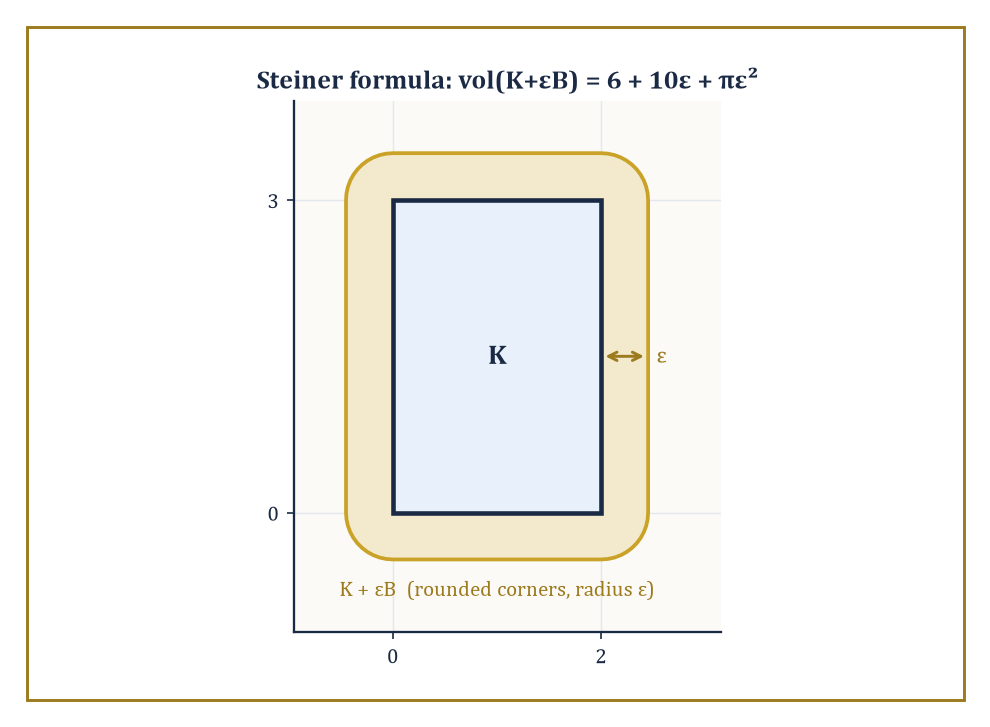 Steiner formula: vol(K+εB) = 6 + 10ε + πε²
3
K
ε
0
K + εB (rounded corners, radius ε)
0 2